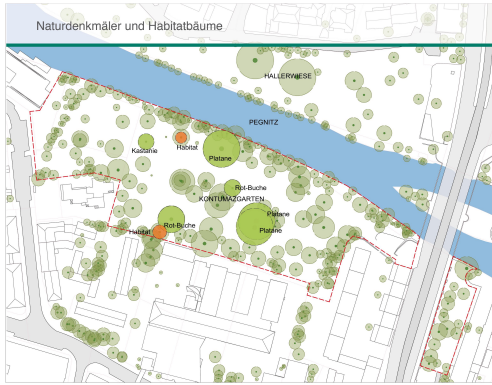 Naturdenkmäler und Habitatbäume
HALLERWIESE
PEGNITZ
Kastanie
Habitat
Platane
Rot-Buche
KONTUMAZGARTEN
Platane
Rot-Buche
Habitat
Platane